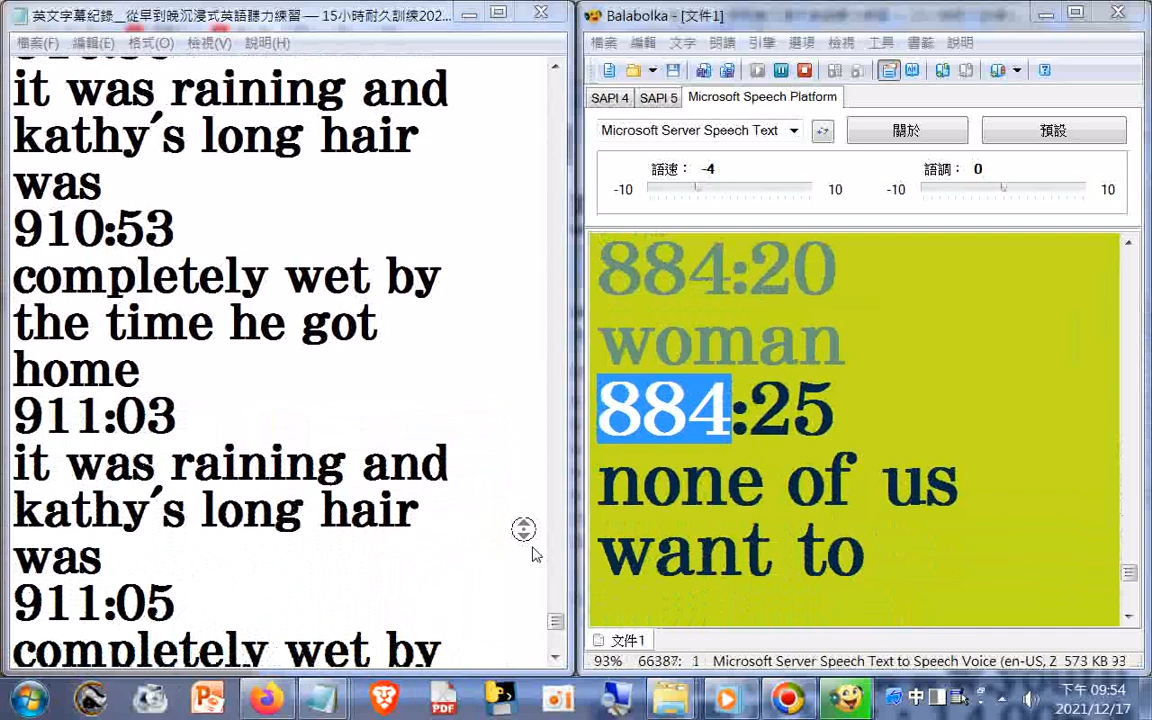 英文字幕紀錄__從早到晚沉浸式英語聽力練習 — 15小時耐久訓練202...
檔案(F) 編輯(E) 格式(O) 檢視(V) 說明(H)
it was raining and
kathy's long hair
was
910:53
completely wet by
the time he got
home
911:03
it was raining and
kathy's long hair
was
911:05
completely wet by
Balabolka - [文件1]
檔案 編輯 文字 朗讀 引擎 選項 檢視 工具 書籤 說明
SAPI 4 SAPI 5 Microsoft Speech Platform
Microsoft Server Speech Text 關於 預設
語速： -4 語調： 0
-10 10 -10 10
884:20
woman
884:25
none of us
want to
文件1
93% 66387: 1 Microsoft Server Speech Text to Speech Voice (en-US, 2 573 KB 93
PDF
中
下午 09:54
2021/12/17